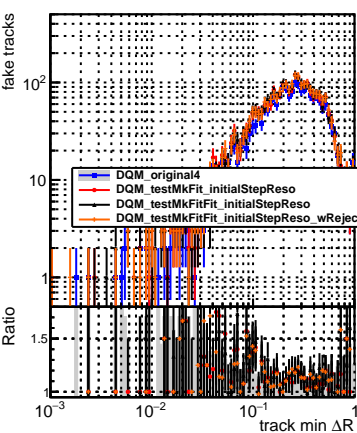 fake tracks
10²
10
1
DQM_original4
DQM_testMkFit_initialStepReso
DQM_testMkFitFit_initialStepReso
DQM_testMkFitFit_initialStepReso_wRejec
Ratio
1.5
1
10⁻³ 10⁻² 10⁻¹ 1
track min ΔR